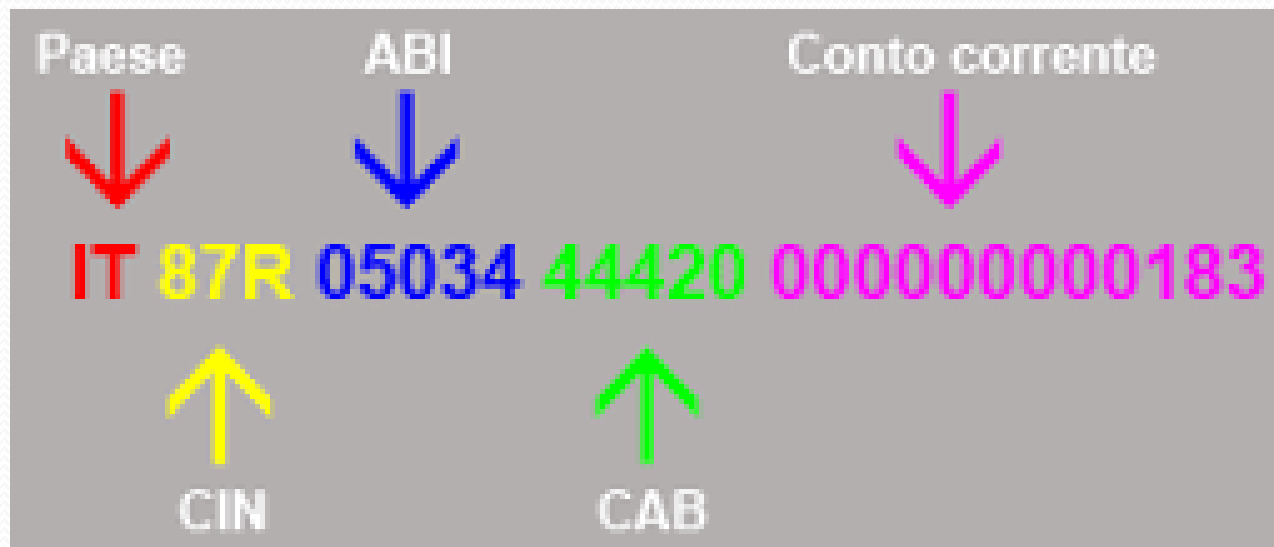 Paese ABI Conto corrente
IT 87R 05034 44420 000000000183
CIN CAB